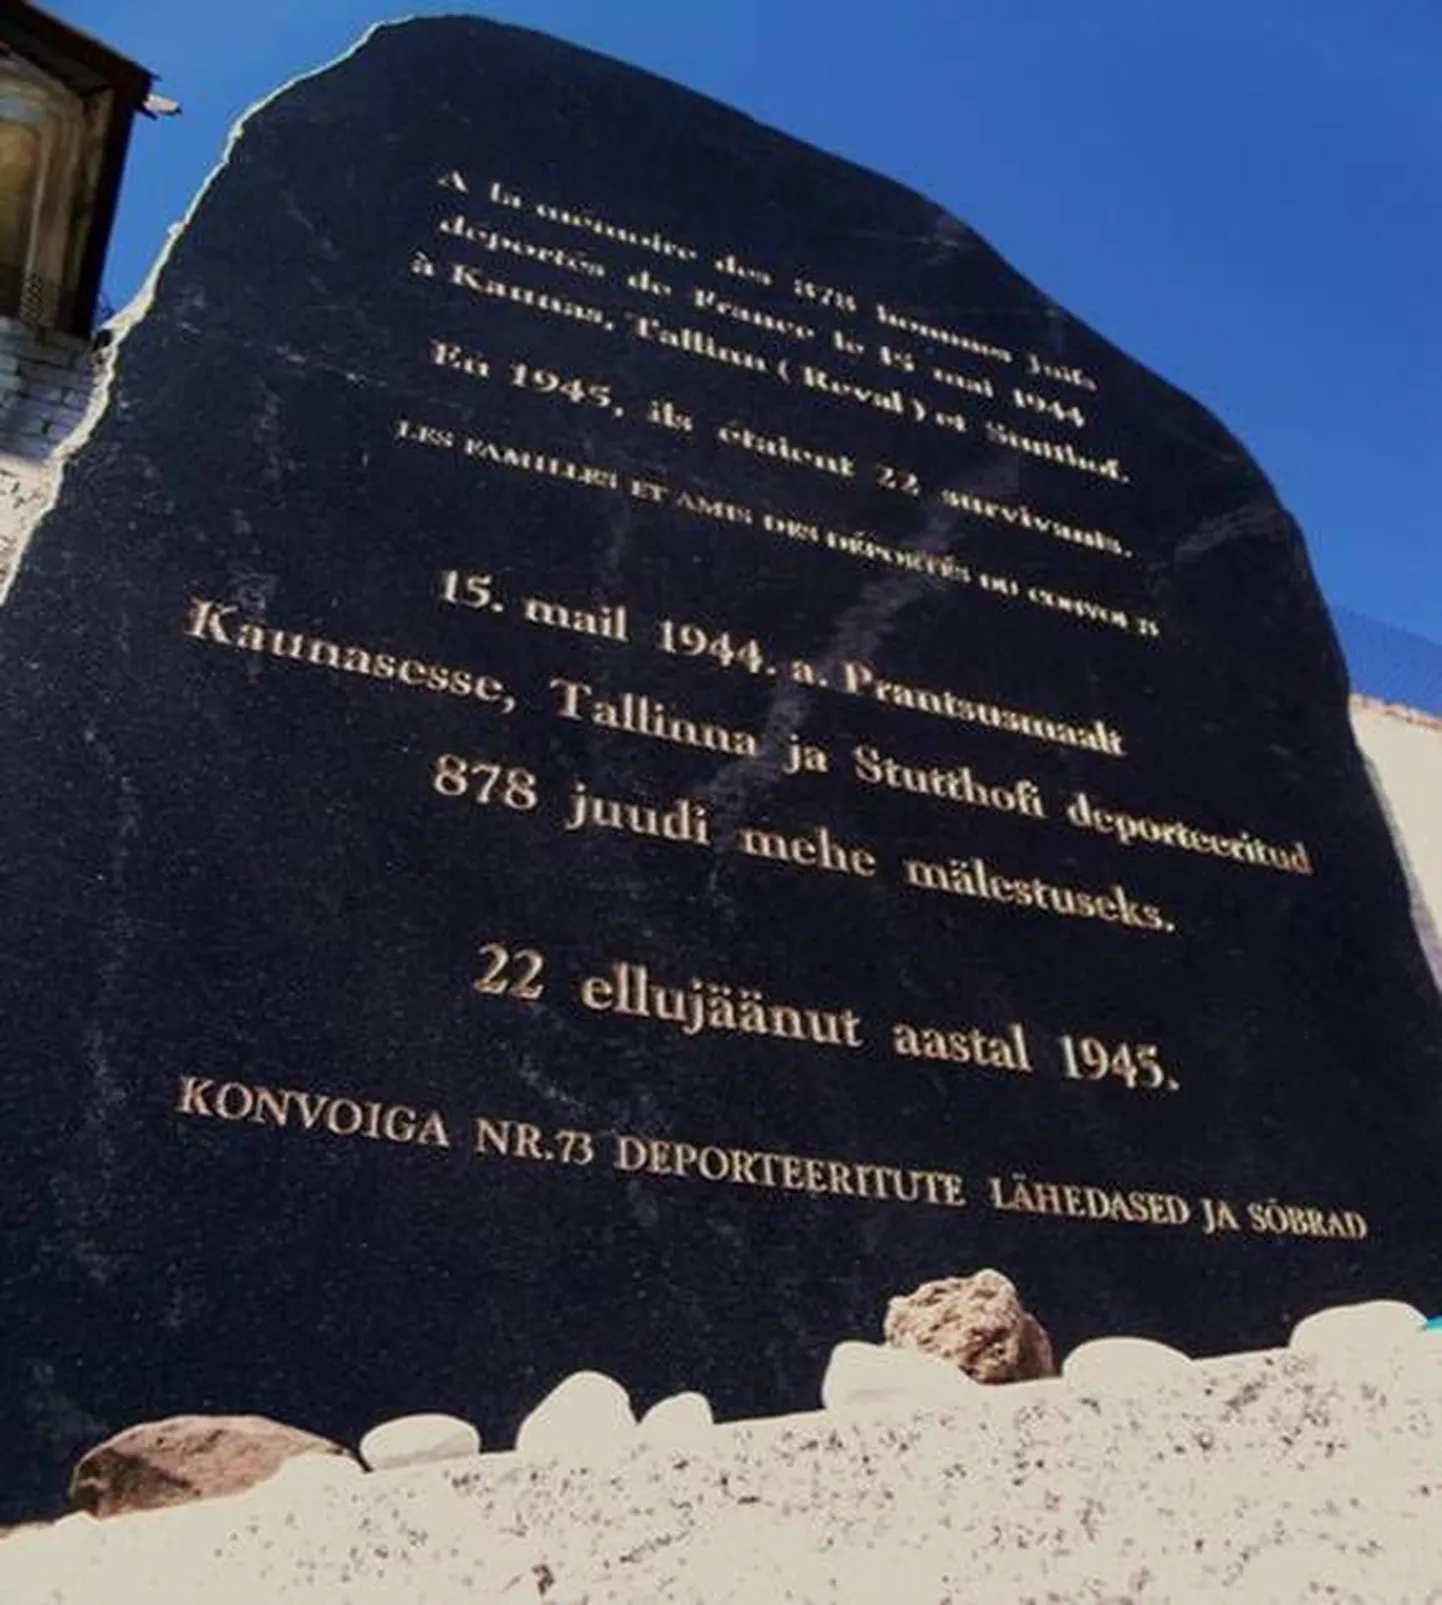 A la mémoire des 878 hommes juifs
déportés de France le 15 mai 1944
à Kaunas, Tallinn ( Reval ) et Stutthof.
En 1945, ils étaient 22 survivants.
LES FAMILLES ET AMIS DES DÉPORTÉS DU CONVOI 73
15. mail 1944. a. Prantsusmaalt
Kaunasesse, Tallinna ja Stutthofi deporteeritud
878 juudi mehe mälestuseks.
22 ellujäänut aastal 1945.
KONVOIGA NR.73 DEPORTEERITUTE LÄHEDASED JA SÕBRAD